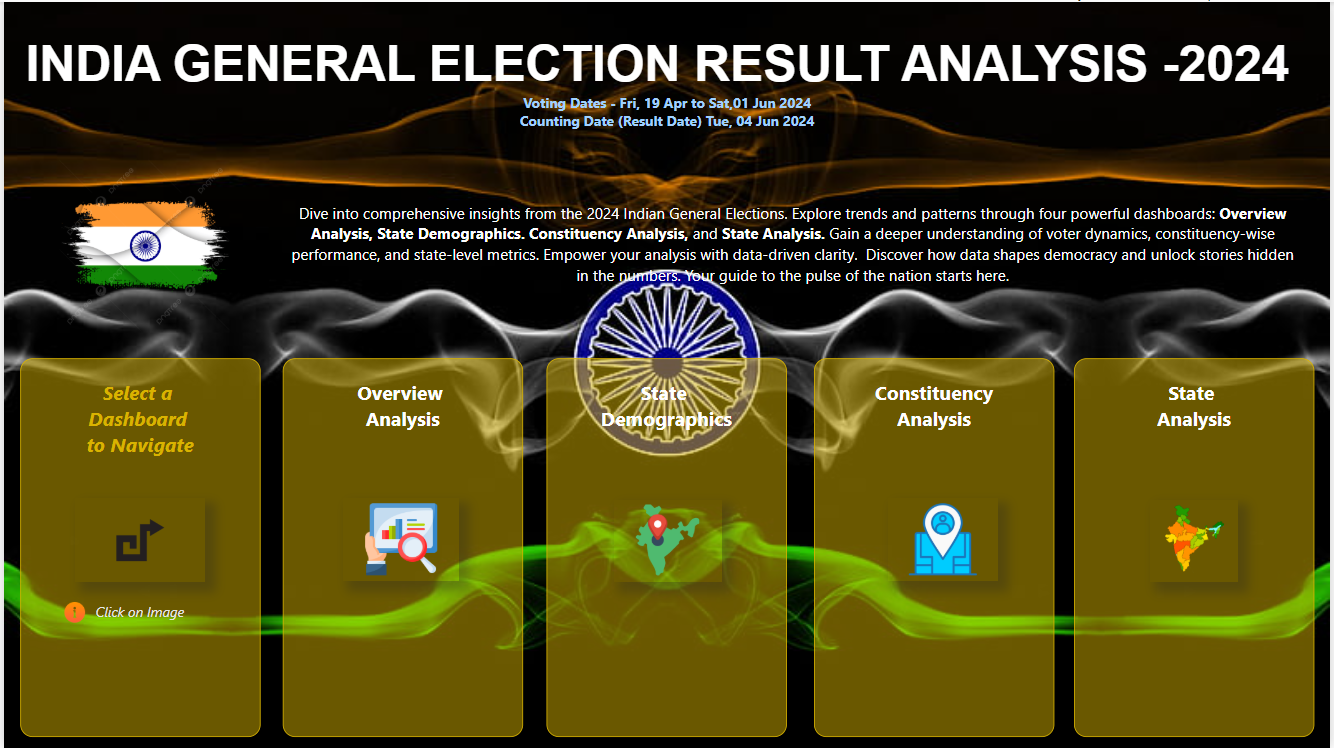 INDIA GENERAL ELECTION RESULT ANALYSIS -2024
Voting Dates - Fri, 19 Apr to Sat,01 Jun 2024
Counting Date (Result Date) Tue, 04 Jun 2024
Dive into comprehensive insights from the 2024 Indian General Elections. Explore trends and patterns through four powerful dashboards: Overview
Analysis, State Demographics. Constituency Analysis, and State Analysis. Gain a deeper understanding of voter dynamics, constituency-wise
performance, and state-level metrics. Empower your analysis with data-driven clarity.  Discover how data shapes democracy and unlock stories hidden
in the numbers. Your guide to the pulse of the nation starts here.
Select a
Dashboard
to Navigate
Click on Image
Overview
Analysis
State
Demographics
Constituency
Analysis
State
Analysis